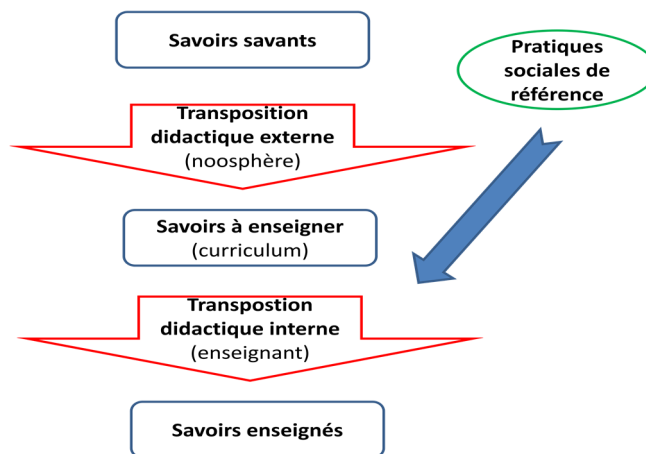 Savoirs savants
Pratiques
sociales de
référence
Transposition
didactique externe
(noosphère)
Savoirs à enseigner
(curriculum)
Transpostion
didactique interne
(enseignant)
Savoirs enseignés